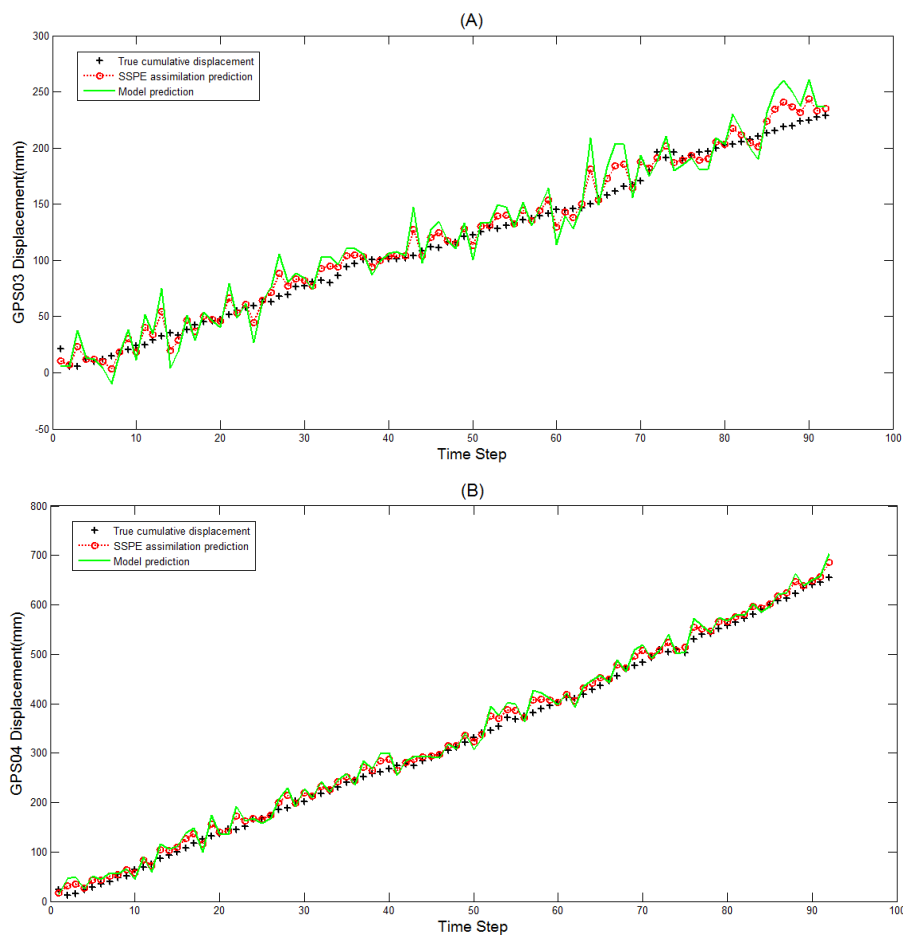 (A)
300
250
200
150
100
50
0
-50
GPS03 Displacement(mm)
True cumulative displacement
SSPE assimilation prediction
Model prediction
0 10 20 30 40 50 60 70 80 90 100
Time Step
(B)
800
700
600
500
400
300
200
100
0
GPS04 Displacement(mm)
True cumulative displacement
SSPE assimilation prediction
Model prediction
0 10 20 30 40 50 60 70 80 90 100
Time Step